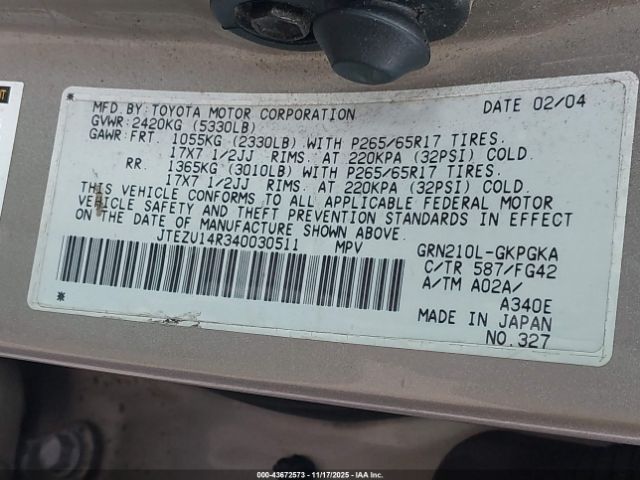 MFD. BY: TOYOTA MOTOR CORPORATION DATE 02/04
GVWR: 2420KG (5330LB)
GAWR: FRT. 1055KG (2330LB) WITH P265/65R17 TIRES.
17X7 1/2JJ RIMS. AT 220KPA (32PSI) COLD.
RR. 1365KG (3010LB) WITH P265/65R17 TIRES.
17X7 1/2JJ RIMS. AT 220KPA (32PSI) COLD.
THIS VEHICLE CONFORMS TO ALL APPLICABLE FEDERAL MOTOR
VEHICLE SAFETY AND THEFT PREVENTION STANDARDS IN EFFECT
ON THE DATE OF MANUFACTURE SHOWN ABOVE.
JTEZU14R340030511 MPV GRN210L-GKPGKA
C/TR 587/FG42
A/TM A02A/
A340E
MADE IN JAPAN
NO. 327
000-43672573 - 11/17/2025 - IAAI.COM